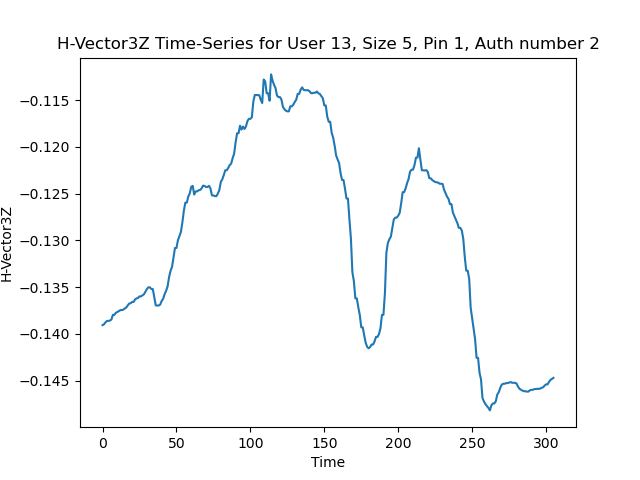 H-Vector3Z Time-Series for User 13, Size 5, Pin 1, Auth number 2
H-Vector3Z
−0.115
−0.120
−0.125
−0.130
−0.135
−0.140
−0.145
0 50 100 150 200 250 300
Time